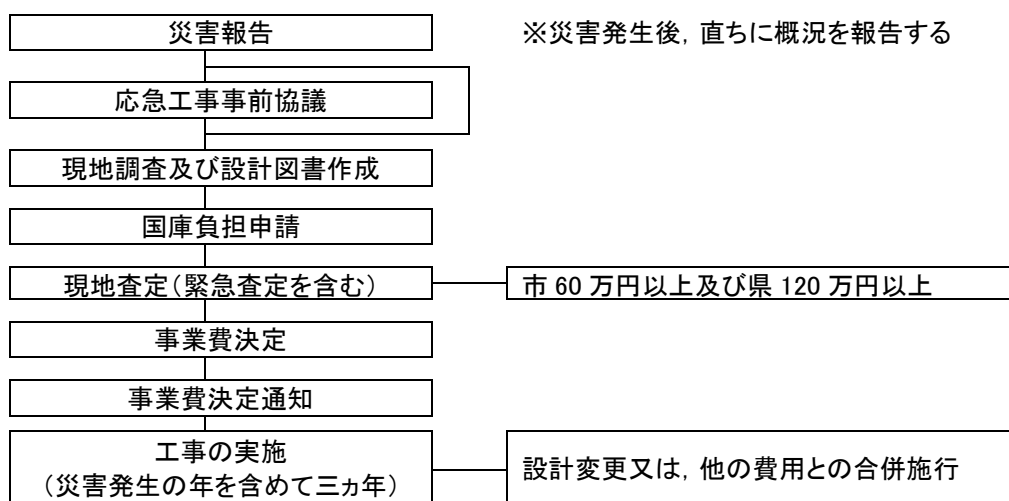 災害報告
※災害発生後，直ちに概況を報告する
応急工事事前協議
現地調査及び設計図書作成
国庫負担申請
現地査定（緊急査定を含む）
市 60 万円以上及び県 120 万円以上
事業費決定
事業費決定通知
工事の実施
（災害発生の年を含めて三ヵ年）
設計変更又は，他の費用との合併施行